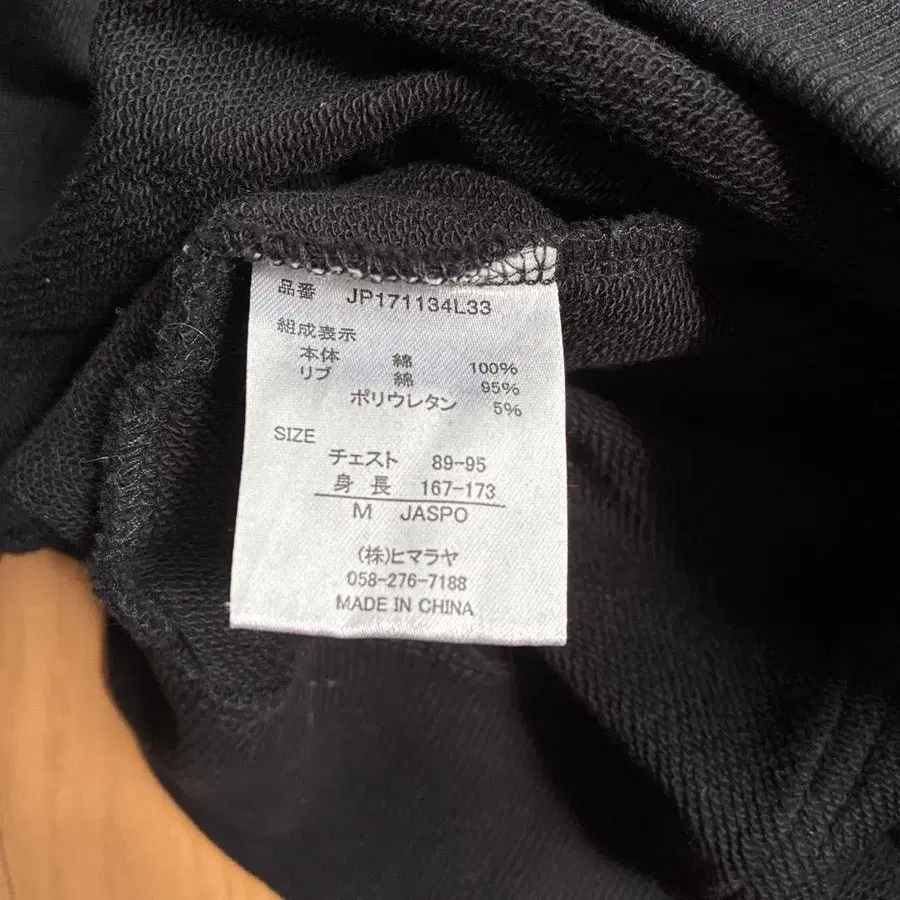 品番 JP171134L33
組成表示
本体 綿 100%
リブ 綿 95%
ポリウレタン 5%
SIZE
チェスト 89-95
身長 167-173
M JASPO
(株)ヒマラヤ
058-276-7188
MADE IN CHINA